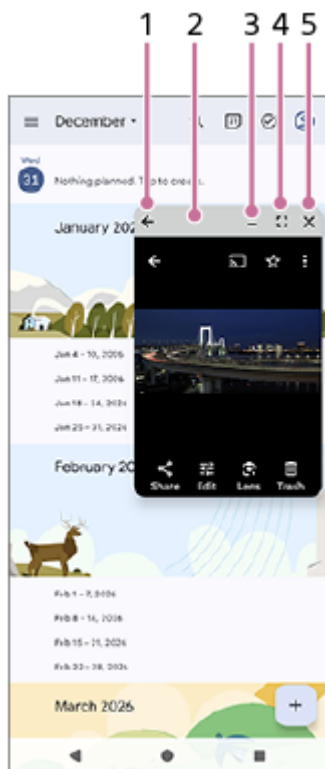 1 2 3 4 5
December
Wed
31
Nothing planned. Tap to create.
January 202
Jan 4 – 10, 2026
Jan 11 – 17, 2026
Jan 18 – 24, 2026
Jan 25 – 31, 2026
Share Edit Lens Trash
February 20
Feb 1 – 7, 2026
Feb 8 – 14, 2026
Feb 15 – 21, 2026
Feb 22 – 28, 2026
March 2026